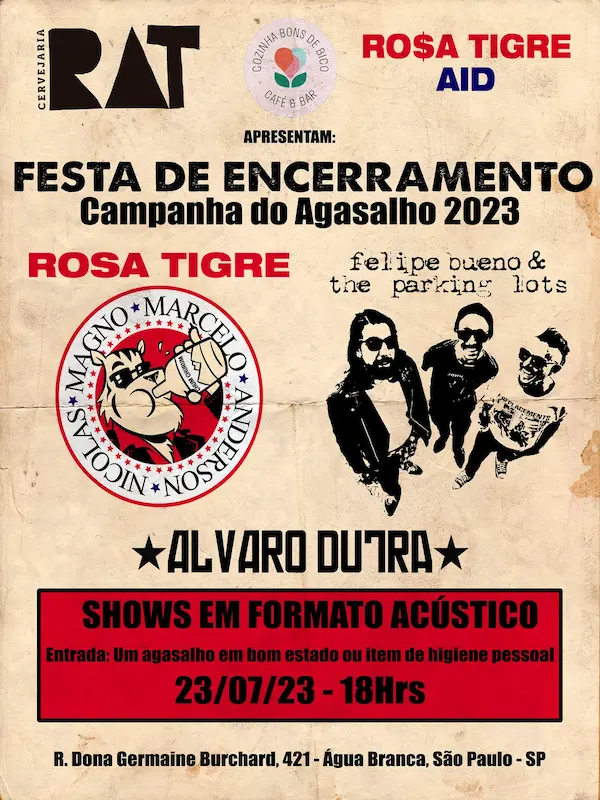 CERVEJARIA
RAT
COZINHA BONS DE BICO
CAFÉ & BAR
RO$A TIGRE
AID
APRESENTAM:
FESTA DE ENCERRAMENTO
Campanha do Agasalho 2023
ROSA TIGRE
MAGNO ★ MARCELO ★ ANDERSON ★ NICOLAS ★
felipe bueno &
the parking lots
★ALVARO DUTRA★
SHOWS EM FORMATO ACÚSTICO
Entrada: Um agasalho em bom estado ou item de higiene pessoal
23/07/23 - 18Hrs
R. Dona Germaine Burchard, 421 - Água Branca, São Paulo - SP